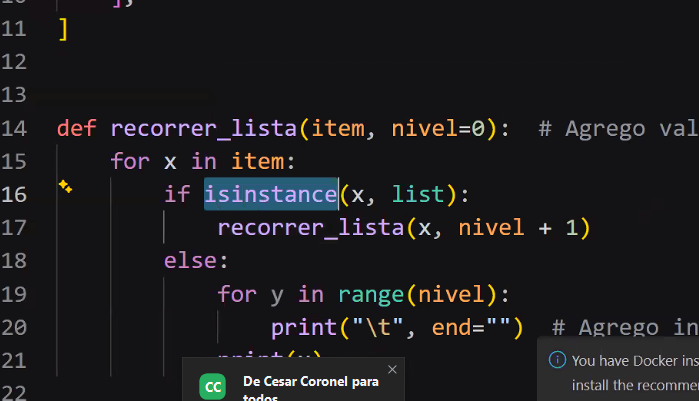 11 ]
12
13
14 def recorrer_lista(item, nivel=0):  # Agrego val
15     for x in item:
16         if isinstance(x, list):
17             recorrer_lista(x, nivel + 1)
18         else:
19             for y in range(nivel):
20                 print("\t", end="")  # Agrego in
21             print(x)
22
CC De Cesar Coronel para
todos
You have Docker ins
install the recomme